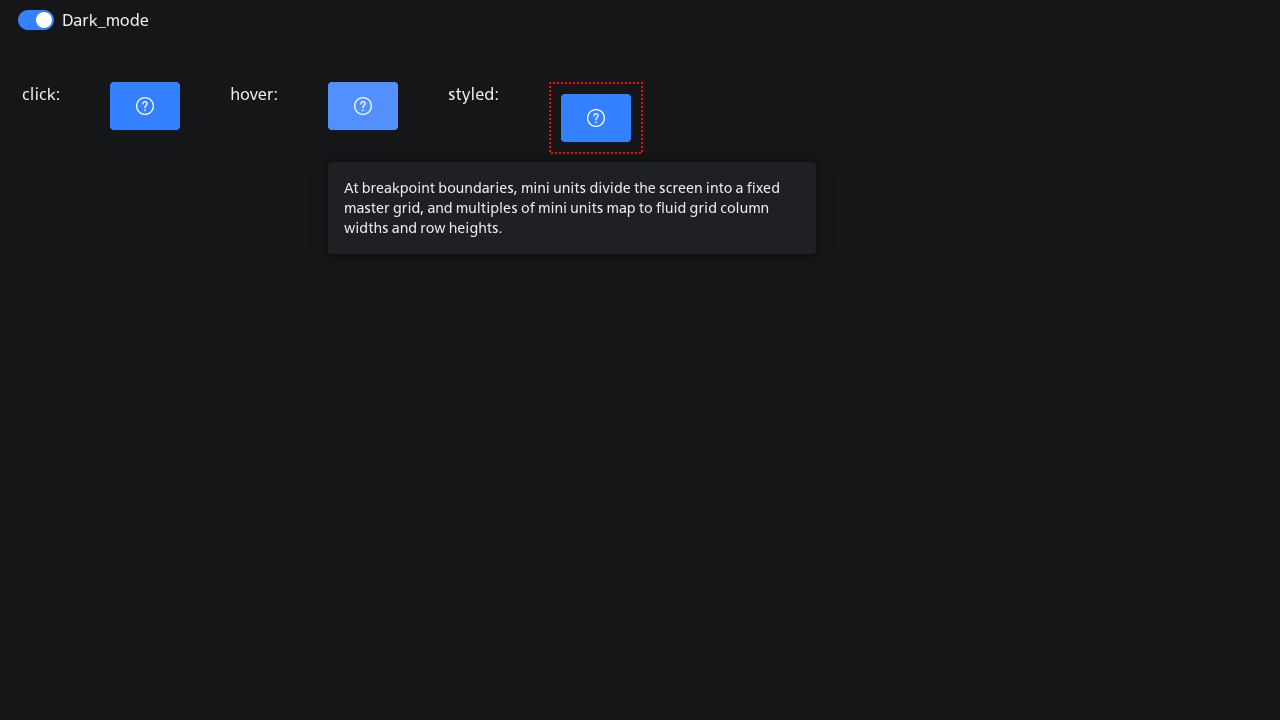 Dark_mode
click: hover: styled:
At breakpoint boundaries, mini units divide the screen into a fixed
master grid, and multiples of mini units map to fluid grid column
widths and row heights.